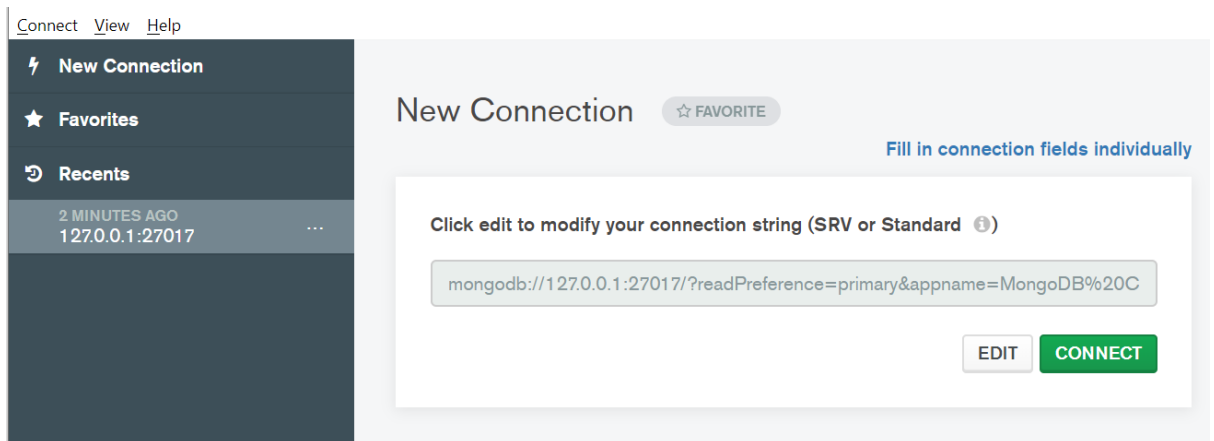 Connect View Help
New Connection
Favorites
Recents
2 MINUTES AGO
127.0.0.1:27017
...
New Connection
FAVORITE
Fill in connection fields individually
Click edit to modify your connection string (SRV or Standard i)
mongodb://127.0.0.1:27017/?readPreference=primary&appname=MongoDB%20C
EDIT CONNECT